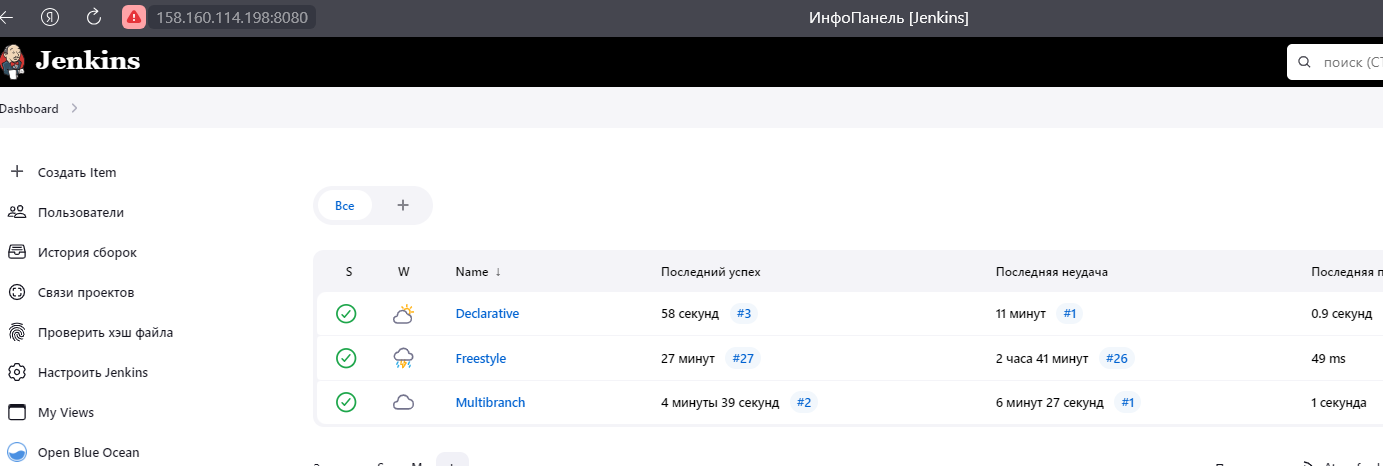 158.160.114.198:8080 ИнфоПанель [Jenkins]
Jenkins
поиск (СТ
Dashboard
Создать Item
Пользователи
История сборок
Связи проектов
Проверить хэш файла
Настроить Jenkins
My Views
Open Blue Ocean
Все +
S W Name ↓ Последний успех Последняя неудача Последняя п
Declarative 58 секунд #3 11 минут #1 0.9 секунд
Freestyle 27 минут #27 2 часа 41 минут #26 49 ms
Multibranch 4 минуты 39 секунд #2 6 минут 27 секунд #1 1 секунда